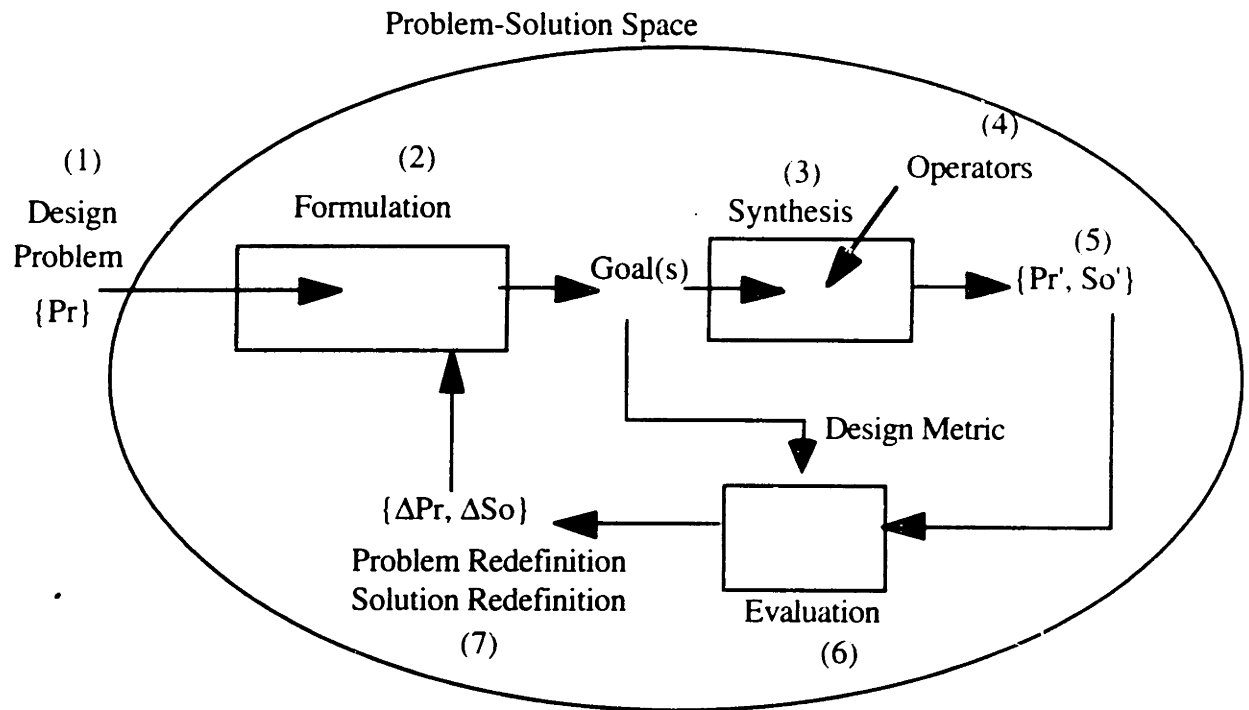 Problem-Solution Space
(1)
Design
Problem
{Pr}
(2)
Formulation
Goal(s)
(3)
Synthesis
(4)
Operators
(5)
{Pr', So'}
Design Metric
Evaluation
(6)
{ΔPr, ΔSo}
Problem Redefinition
Solution Redefinition
(7)